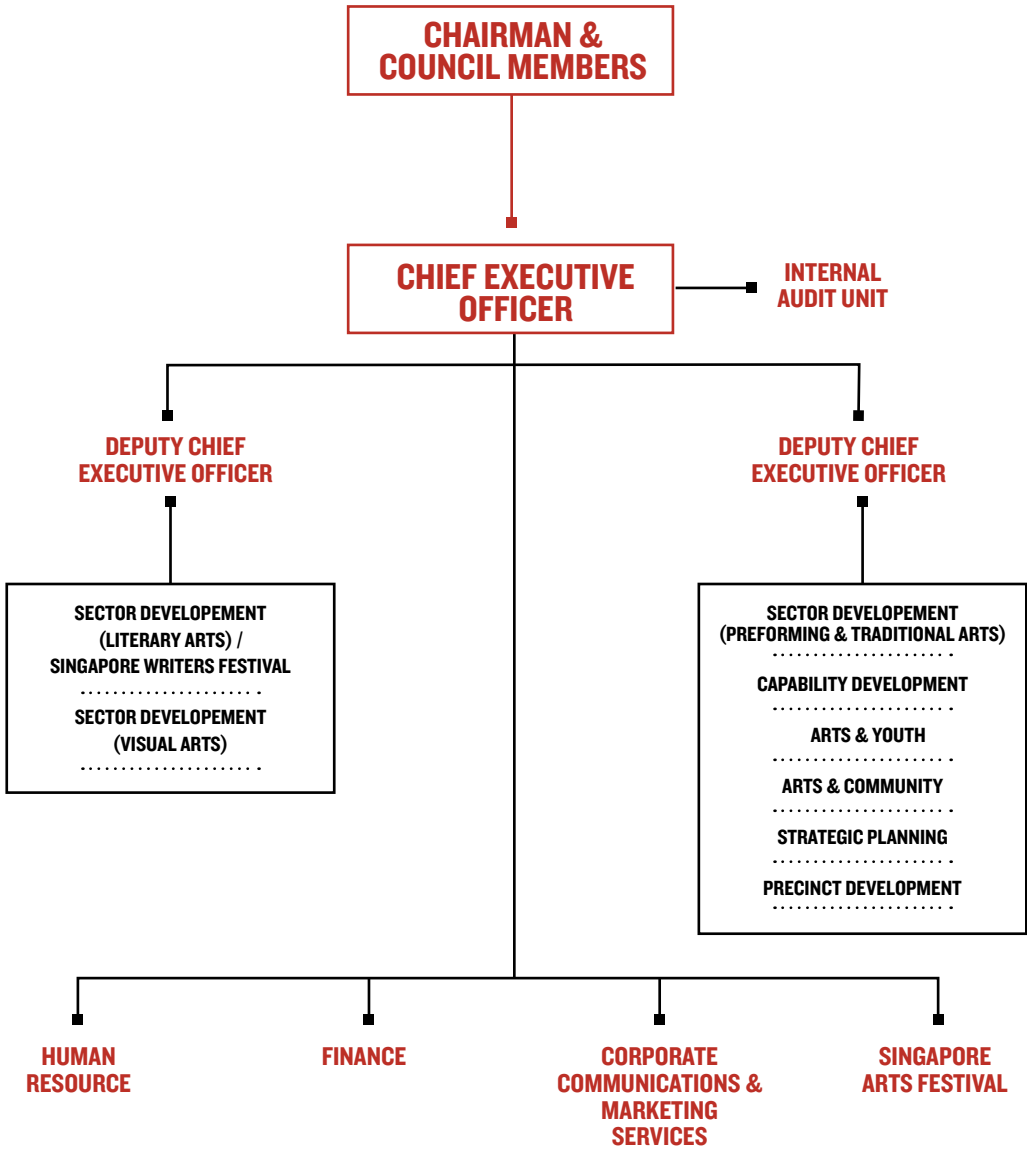 CHAIRMAN &
COUNCIL MEMBERS
CHIEF EXECUTIVE
OFFICER
INTERNAL
AUDIT UNIT
DEPUTY CHIEF
EXECUTIVE OFFICER
DEPUTY CHIEF
EXECUTIVE OFFICER
SECTOR DEVELOPEMENT
(LITERARY ARTS) /
SINGAPORE WRITERS FESTIVAL
SECTOR DEVELOPEMENT
(VISUAL ARTS)
SECTOR DEVELOPEMENT
(PREFORMING & TRADITIONAL ARTS)
CAPABILITY DEVELOPMENT
ARTS & YOUTH
ARTS & COMMUNITY
STRATEGIC PLANNING
PRECINCT DEVELOPMENT
HUMAN
RESOURCE
FINANCE
CORPORATE
COMMUNICATIONS &
MARKETING
SERVICES
SINGAPORE
ARTS FESTIVAL